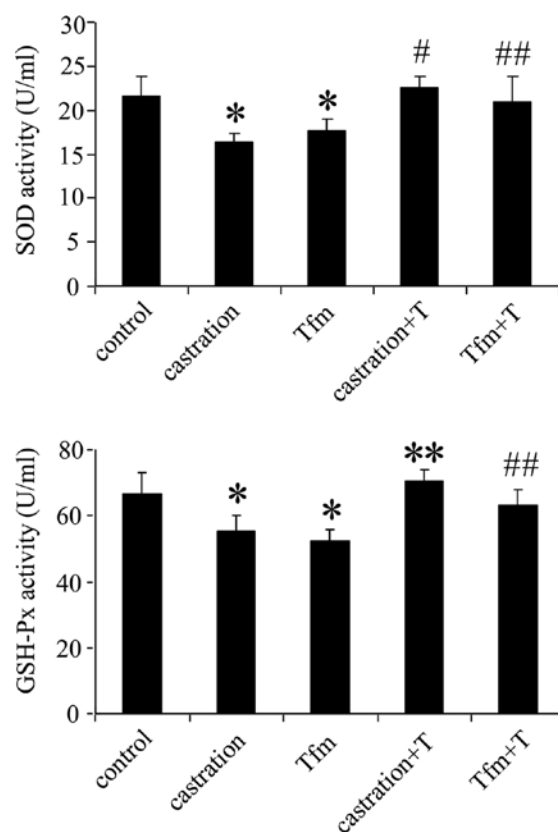 SOD activity (U/ml)
30
25
20
15
10
5
0
* * # ##
control castration Tfm castration+T Tfm+T
GSH-Px activity (U/ml)
80
60
40
20
0
* * ** ##
control castration Tfm castration+T Tfm+T